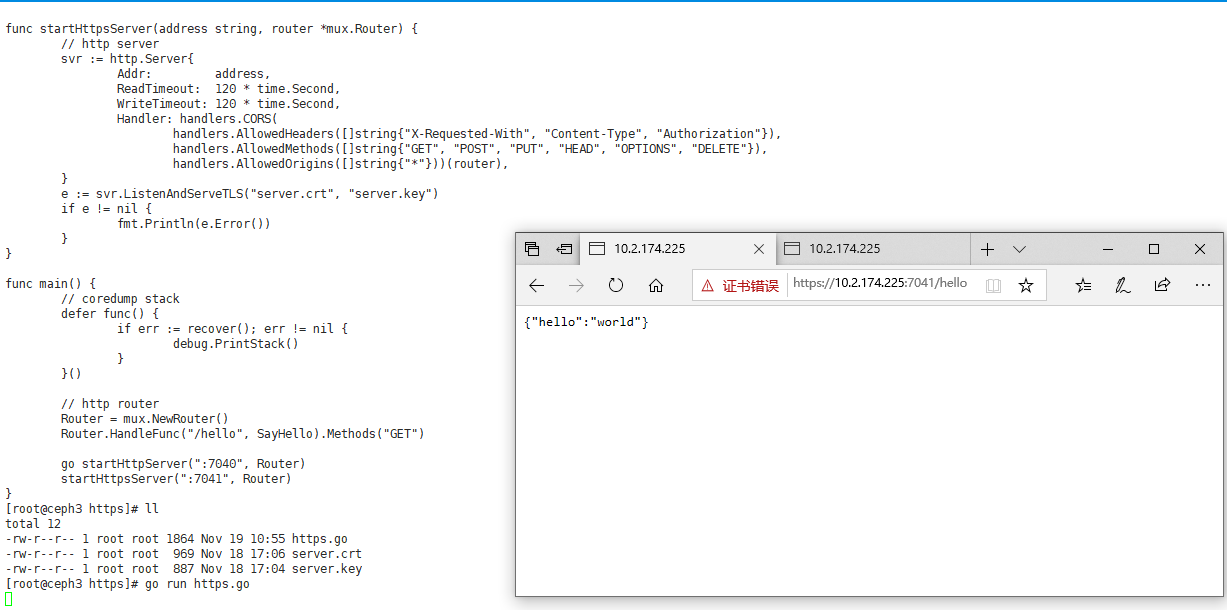 func startHttpsServer(address string, router *mux.Router) {
        // http server
        svr := http.Server{
                Addr:         address,
                ReadTimeout:  120 * time.Second,
                WriteTimeout: 120 * time.Second,
                Handler: handlers.CORS(
                        handlers.AllowedHeaders([]string{"X-Requested-With", "Content-Type", "Authorization"}),
                        handlers.AllowedMethods([]string{"GET", "POST", "PUT", "HEAD", "OPTIONS", "DELETE"}),
                        handlers.AllowedOrigins([]string{"*"}))(router),
        }
        e := svr.ListenAndServeTLS("server.crt", "server.key")
        if e != nil {
                fmt.Println(e.Error())
        }
}
func main() {
        // coredump stack
        defer func() {
                if err := recover(); err != nil {
                        debug.PrintStack()
                }
        }()
        // http router
        Router = mux.NewRouter()
        Router.HandleFunc("/hello", SayHello).Methods("GET")
        go startHttpServer(":7040", Router)
        startHttpsServer(":7041", Router)
}
[root@ceph3 https]# ll
total 12
-rw-r--r-- 1 root root 1864 Nov 19 10:55 https.go
-rw-r--r-- 1 root root  969 Nov 18 17:06 server.crt
-rw-r--r-- 1 root root  887 Nov 18 17:04 server.key
[root@ceph3 https]# go run https.go
10.2.174.225
10.2.174.225
证书错误 https://10.2.174.225:7041/hello
{"hello":"world"}